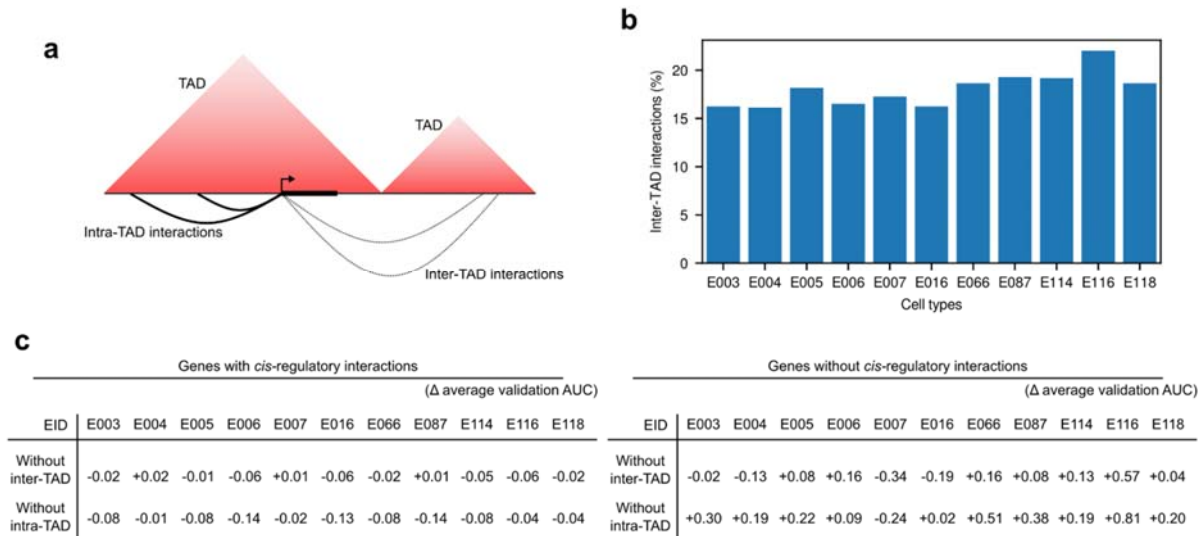 a
TAD
TAD
Intra-TAD interactions
Inter-TAD interactions
b
Inter-TAD interactions (%)
20
15
10
5
0
E003 E004 E005 E006 E007 E016 E066 E087 E114 E116 E118
Cell types
c
Genes with cis-regulatory interactions
(Δ average validation AUC)
EID E003 E004 E005 E006 E007 E016 E066 E087 E114 E116 E118
Without
inter-TAD -0.02 +0.02 -0.01 -0.06 +0.01 -0.06 -0.02 +0.01 -0.05 -0.06 -0.02
Without
intra-TAD -0.08 -0.01 -0.08 -0.14 -0.02 -0.13 -0.08 -0.14 -0.08 -0.04 -0.04
Genes without cis-regulatory interactions
(Δ average validation AUC)
EID E003 E004 E005 E006 E007 E016 E066 E087 E114 E116 E118
Without
inter-TAD -0.02 -0.13 +0.08 +0.16 -0.34 -0.19 +0.16 +0.08 +0.13 +0.57 +0.04
Without
intra-TAD +0.30 +0.19 +0.22 +0.09 -0.24 +0.02 +0.51 +0.38 +0.19 +0.81 +0.20